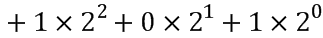 + 1 × 2² + 0 × 2¹ + 1 × 2⁰